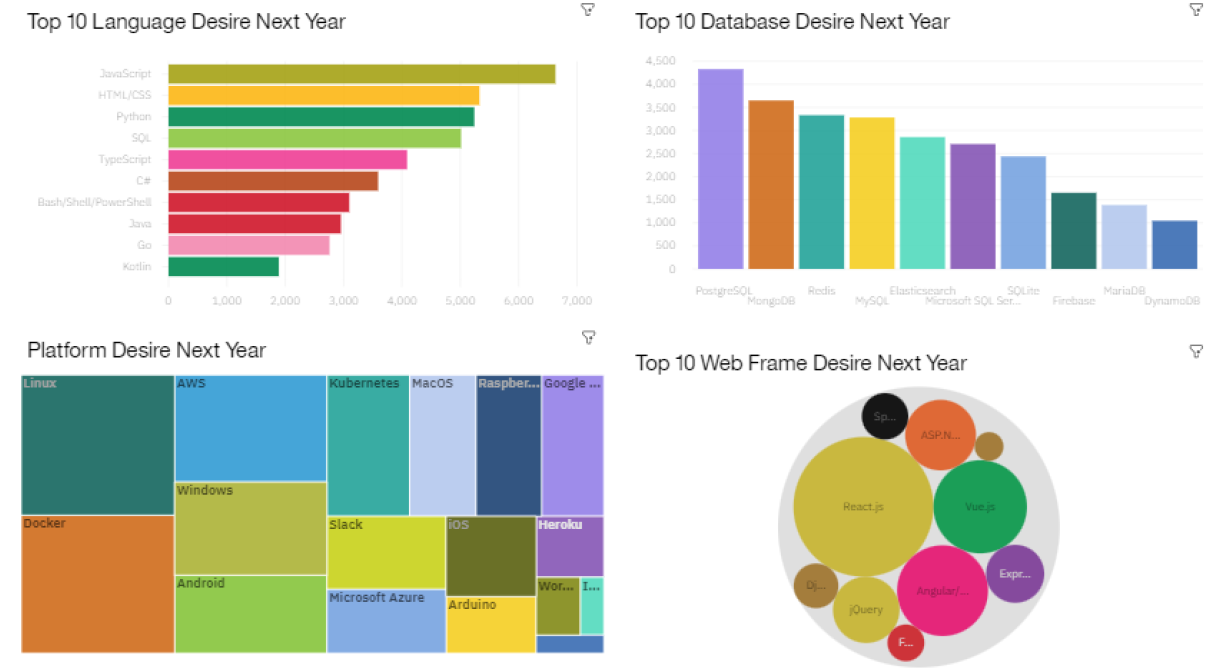 Top 10 Language Desire Next Year
JavaScript
HTML/CSS
Python
SQL
TypeScript
C#
Bash/Shell/PowerShell
Java
Go
Kotlin
0 1,000 2,000 3,000 4,000 5,000 6,000 7,000
Top 10 Database Desire Next Year
4,500
4,000
3,500
3,000
2,500
2,000
1,500
1,000
500
0
PostgreSQL Redis Elasticsearch SQLite MariaDB
MongoDB MySQL Microsoft SQL Ser... Firebase DynamoDB
Platform Desire Next Year
Linux AWS Kubernetes MacOS Raspber... Google ...
Windows
Docker Slack iOS Heroku
Android Wor... I...
Microsoft Azure Arduino
Top 10 Web Frame Desire Next Year
Sp...
ASP.N...
React.js Vue.js
Expr...
Dj... Angular/...
jQuery
F...